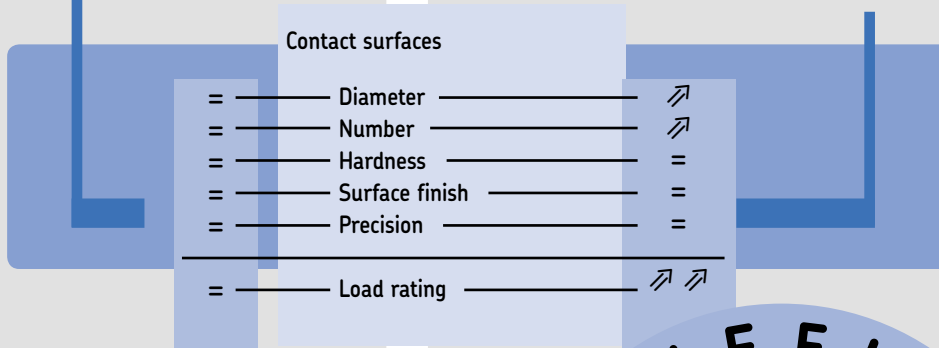 Contact surfaces
= Diameter ⇗
= Number ⇗
= Hardness =
= Surface finish =
= Precision =
= Load rating ⇗ ⇗